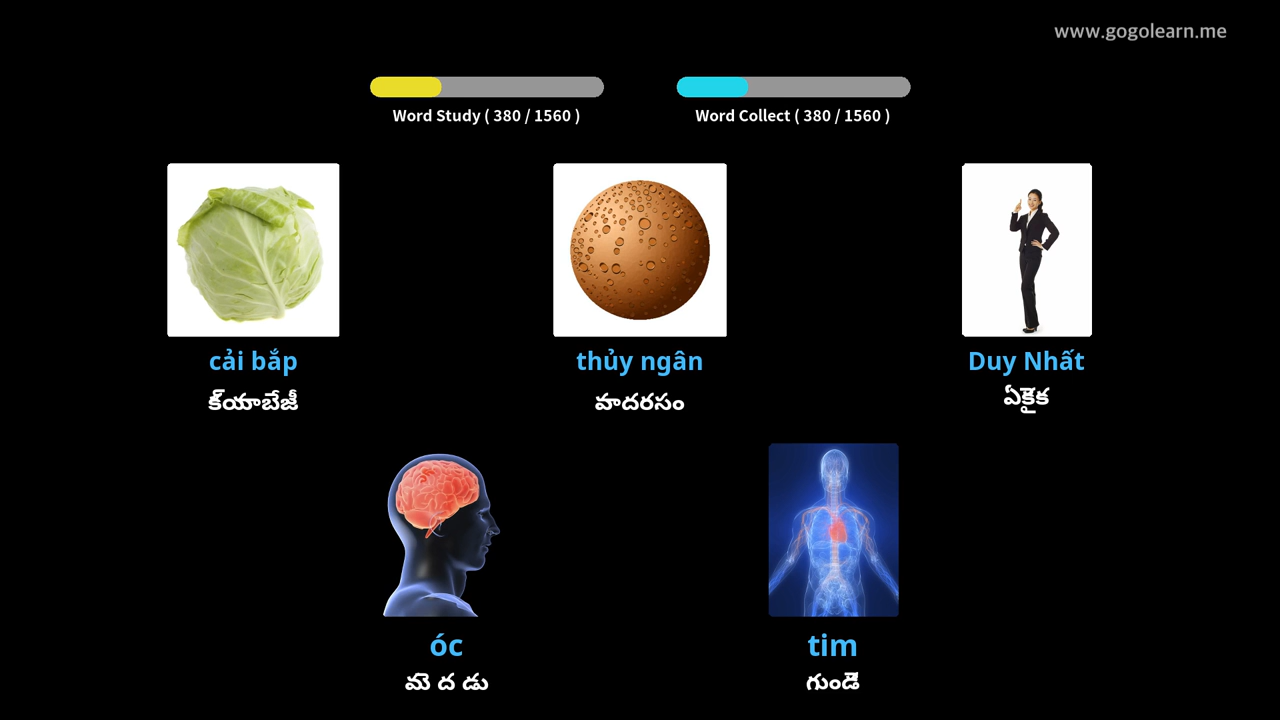 www.gogolearn.me
Word Study ( 380 / 1560 )
Word Collect ( 380 / 1560 )
cải bắp
క్యాబేజీ
thủy ngân
పాదరసం
Duy Nhất
ఏకైక
óc
మె ద డు
tim
గుండె